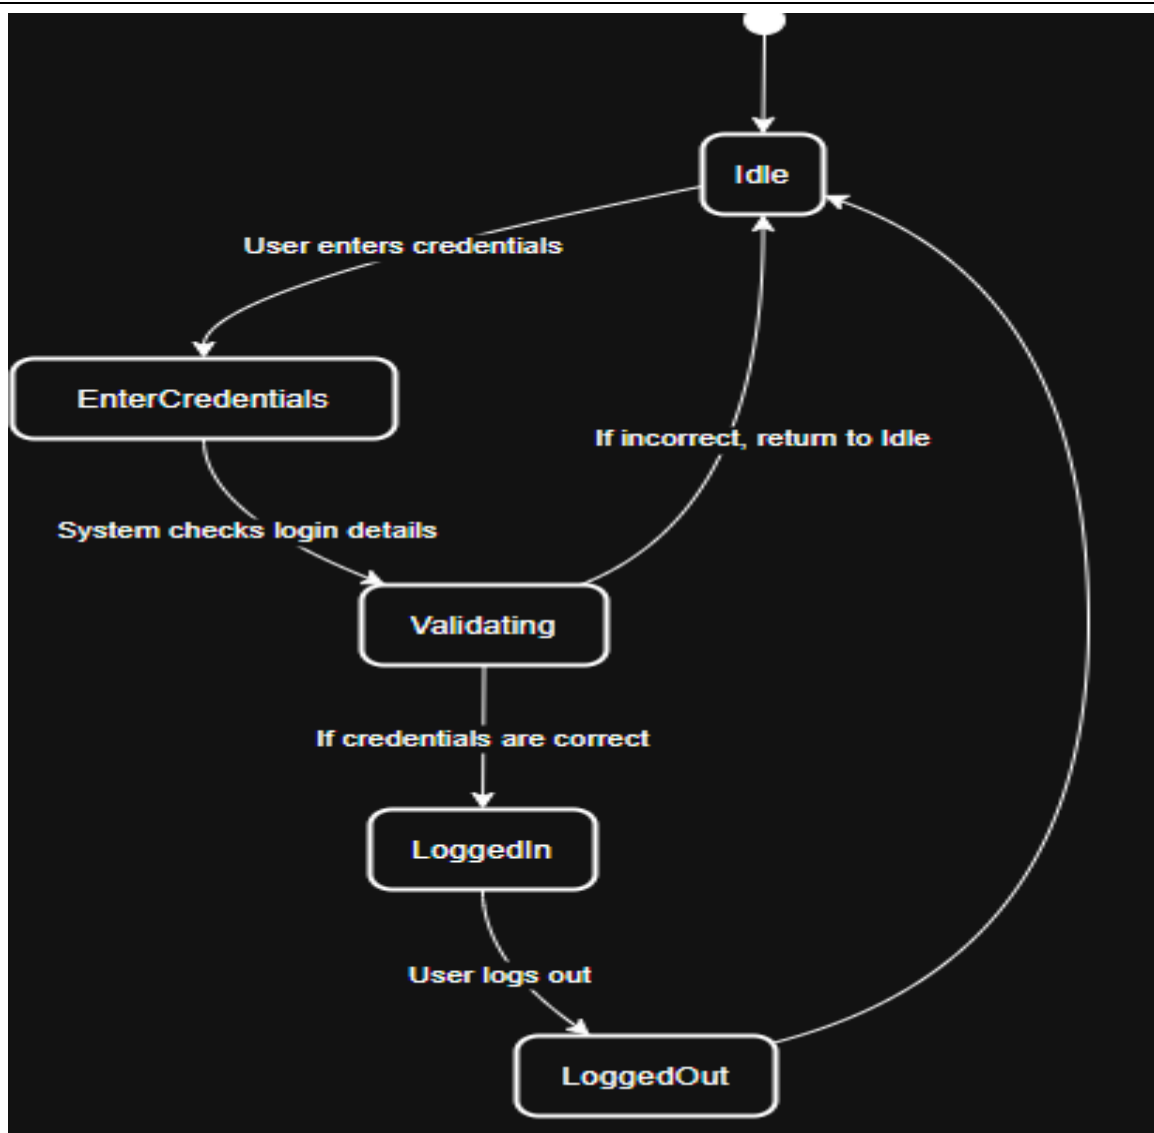 Idle
User enters credentials
EnterCredentials
If incorrect, return to Idle
System checks login details
Validating
If credentials are correct
LoggedIn
User logs out
LoggedOut